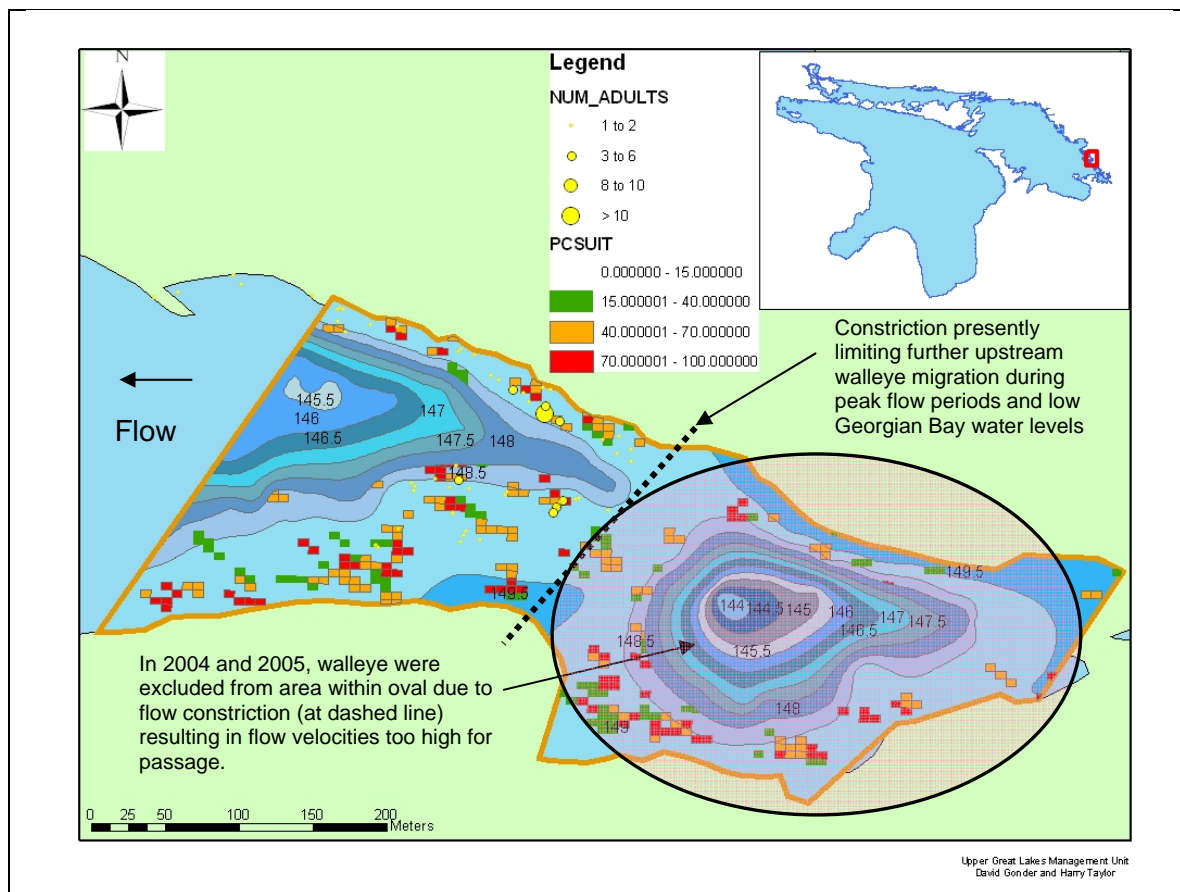 N
Legend
NUM_ADULTS
1 to 2
3 to 6
8 to 10
> 10
PCSUIT
0.000000 - 15.000000
15.000001 - 40.000000
40.000001 - 70.000000
70.000001 - 100.000000
Constriction presently
limiting further upstream
walleye migration during
peak flow periods and low
Georgian Bay water levels
Flow
145.5
146
146.5
147
147.5
148
148.5
149.5
149.5
144
144.5
145
146
147
147.5
146.5
145.5
148.5
148
149
In 2004 and 2005, walleye were
excluded from area within oval due to
flow constriction (at dashed line)
resulting in flow velocities too high for
passage.
0 25 50 100 150 200
Meters
Upper Great Lakes Management Unit
David Gonder and Harry Taylor